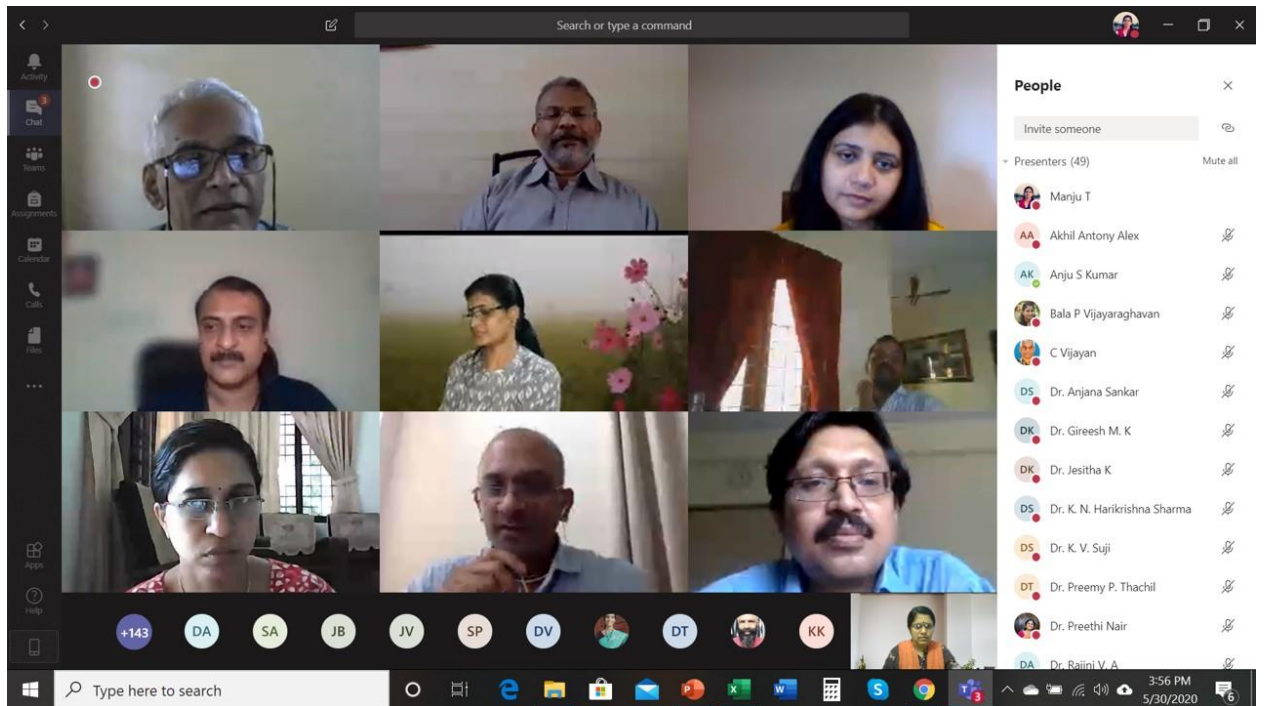 Search or type a command
Activity
3
Chat
Teams
Assignments
Calendar
Calls
Files
Apps
Help
+143
DA
SA
JB
JV
SP
DV
DT
KK
People
Invite someone
Presenters (49)
Mute all
Manju T
AA Akhil Antony Alex
AK Anju S Kumar
Bala P Vijayaraghavan
C Vijayan
DS Dr. Anjana Sankar
DK Dr. Gireesh M. K
DK Dr. Jesitha K
DS Dr. K. N. Harikrishna Sharma
DS Dr. K. V. Suji
DT Dr. Preemy P. Thachil
Dr. Preethi Nair
DA Dr. Rajini V. A
Type here to search
3:56 PM
5/30/2020
6